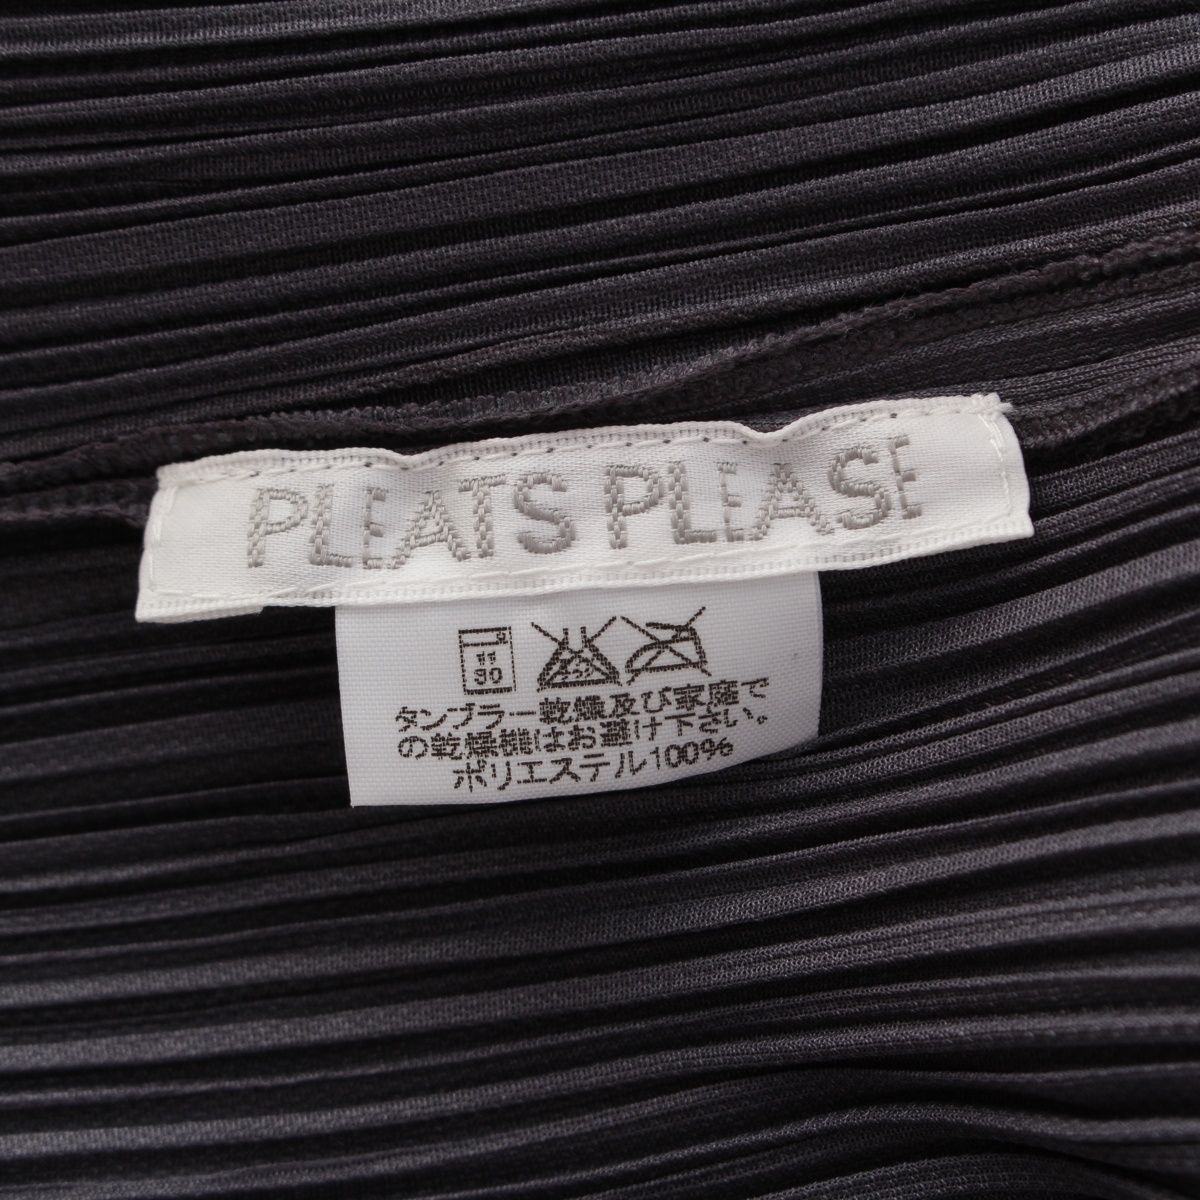 PLEATS PLEASE
タンブラー乾燥及び家庭で
の乾燥機はお避け下さい。
ポリエステル100%